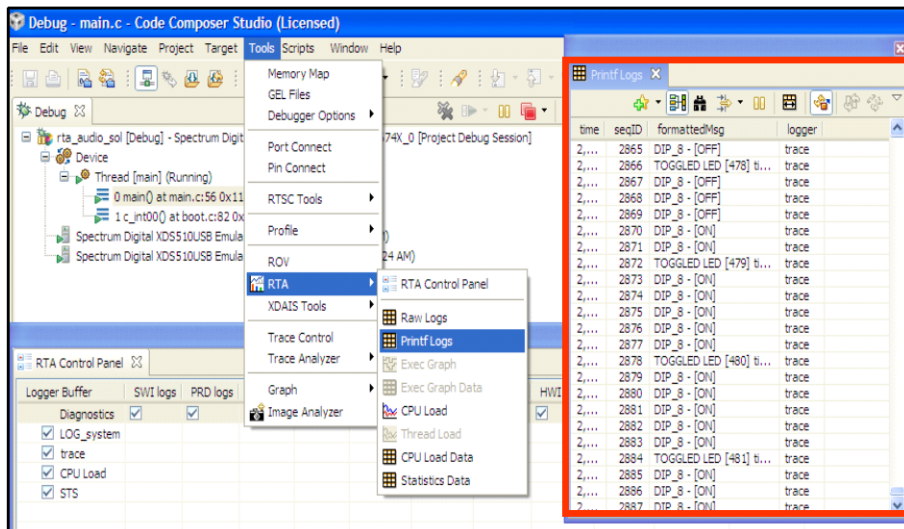 Debug - main.c - Code Composer Studio (Licensed)
File Edit View Navigate Project Target Tools Scripts Window Help
Debug
rta_audio_sol [Debug] - Spectrum Digit
74X_0 [Project Debug Session]
Device
Thread [main] (Running)
0 main() at main.c:56 0x11
1 c_int00() at boot.c:82 0x
Spectrum Digital XDS510USB Emula
Spectrum Digital XDS510USB Emula
24 AM)
Memory Map
GEL Files
Debugger Options
Port Connect
Pin Connect
RTSC Tools
Profile
ROV
RTA
XDAIS Tools
Trace Control
Trace Analyzer
Graph
Image Analyzer
RTA Control Panel
Raw Logs
Printf Logs
Exec Graph
Exec Graph Data
CPU Load
Thread Load
CPU Load Data
Statistics Data
RTA Control Panel
Logger Buffer SWI logs PRD logs HWI
Diagnostics
LOG_system
trace
CPU Load
STS
Printf Logs
time seqID formattedMsg logger
2,... 2865 DIP_8 - [OFF] trace
2,... 2866 TOGGLED LED [478] ti... trace
2,... 2867 DIP_8 - [OFF] trace
2,... 2868 DIP_8 - [OFF] trace
2,... 2869 DIP_8 - [OFF] trace
2,... 2870 DIP_8 - [ON] trace
2,... 2871 DIP_8 - [ON] trace
2,... 2872 TOGGLED LED [479] ti... trace
2,... 2873 DIP_8 - [ON] trace
2,... 2874 DIP_8 - [ON] trace
2,... 2875 DIP_8 - [ON] trace
2,... 2876 DIP_8 - [ON] trace
2,... 2877 DIP_8 - [ON] trace
2,... 2878 TOGGLED LED [480] ti... trace
2,... 2879 DIP_8 - [ON] trace
2,... 2880 DIP_8 - [ON] trace
2,... 2881 DIP_8 - [ON] trace
2,... 2882 DIP_8 - [ON] trace
2,... 2883 DIP_8 - [ON] trace
2,... 2884 TOGGLED LED [481] ti... trace
2,... 2885 DIP_8 - [ON] trace
2,... 2886 DIP_8 - [ON] trace
2,... 2887 DIP_8 - [ON] trace